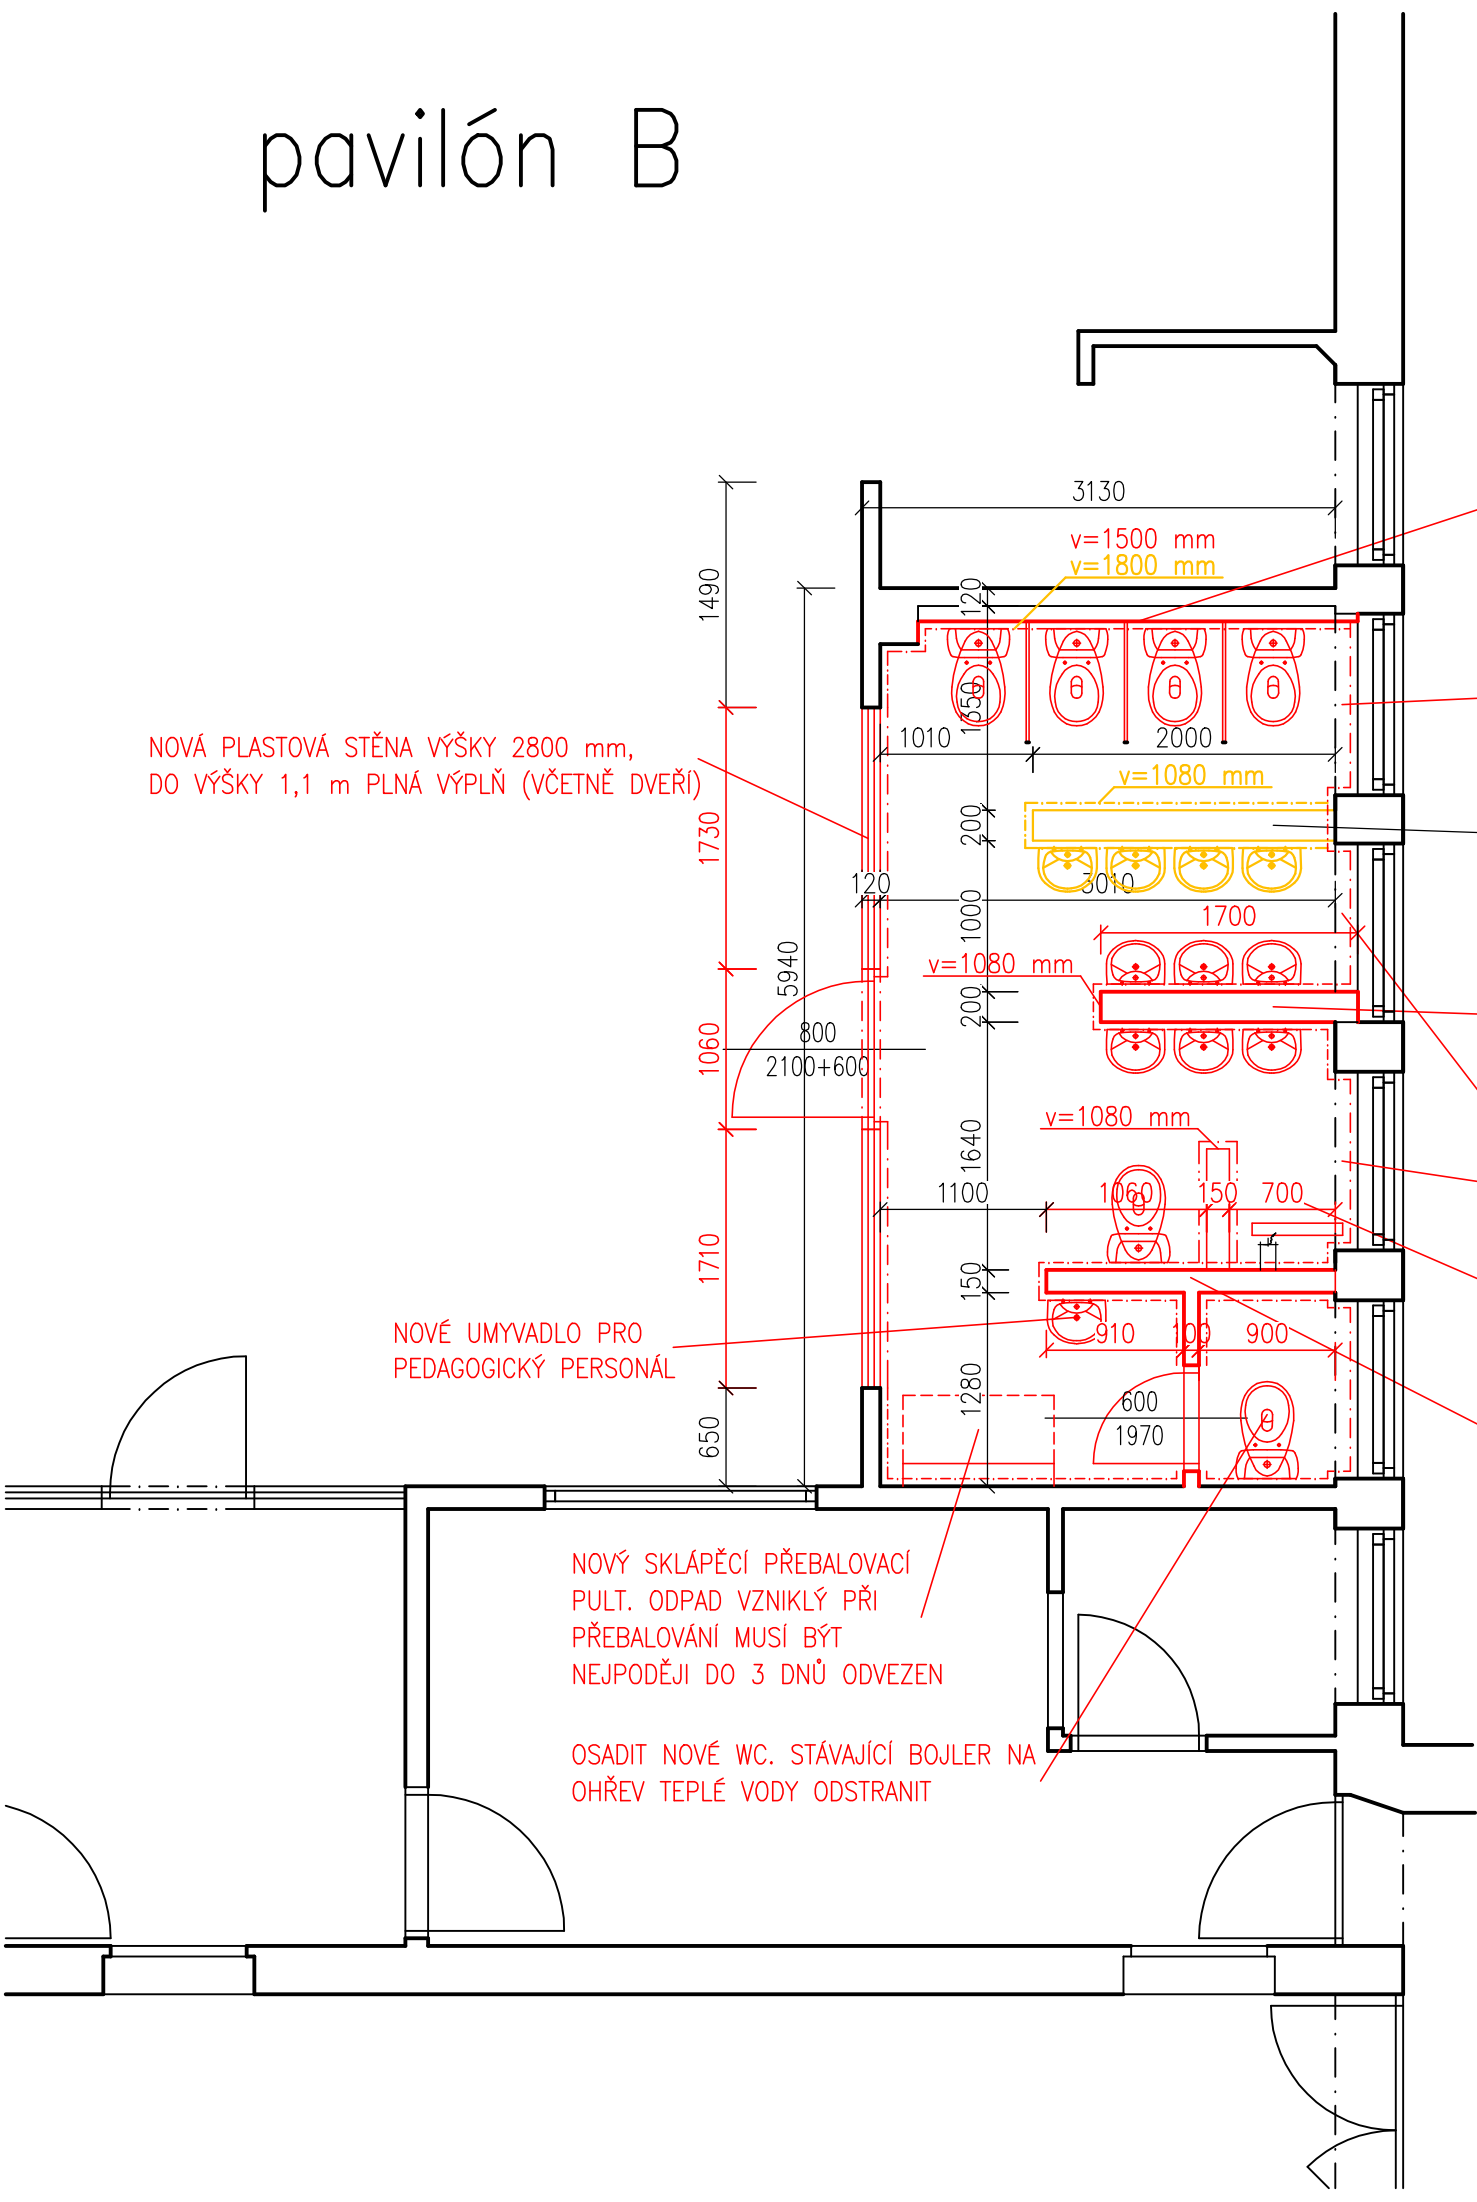 pavilón B
3130
v=1500 mm
v=1800 mm
1490
120
1350
1010
2000
NOVÁ PLASTOVÁ STĚNA VÝŠKY 2800 mm,
DO VÝŠKY 1,1 m PLNÁ VÝPLŇ (VČETNĚ DVEŘÍ)
v=1080 mm
1730
200
120
3010
1000
1700
5940
v=1080 mm
200
1060
800
2100+600
v=1080 mm
1640
1100
1060
150
700
1710
150
NOVÉ UMYVADLO PRO
PEDAGOGICKÝ PERSONÁL
910
100
900
1280
600
1970
650
NOVÝ SKLÁPĚCÍ PŘEBALOVACÍ
PULT. ODPAD VZNIKLÝ PŘI
PŘEBALOVÁNÍ MUSÍ BÝT
NEJPODĚJI DO 3 DNŮ ODVEZEN
OSADIT NOVÉ WC. STÁVAJÍCÍ BOJLER NA
OHŘEV TEPLÉ VODY ODSTRANIT